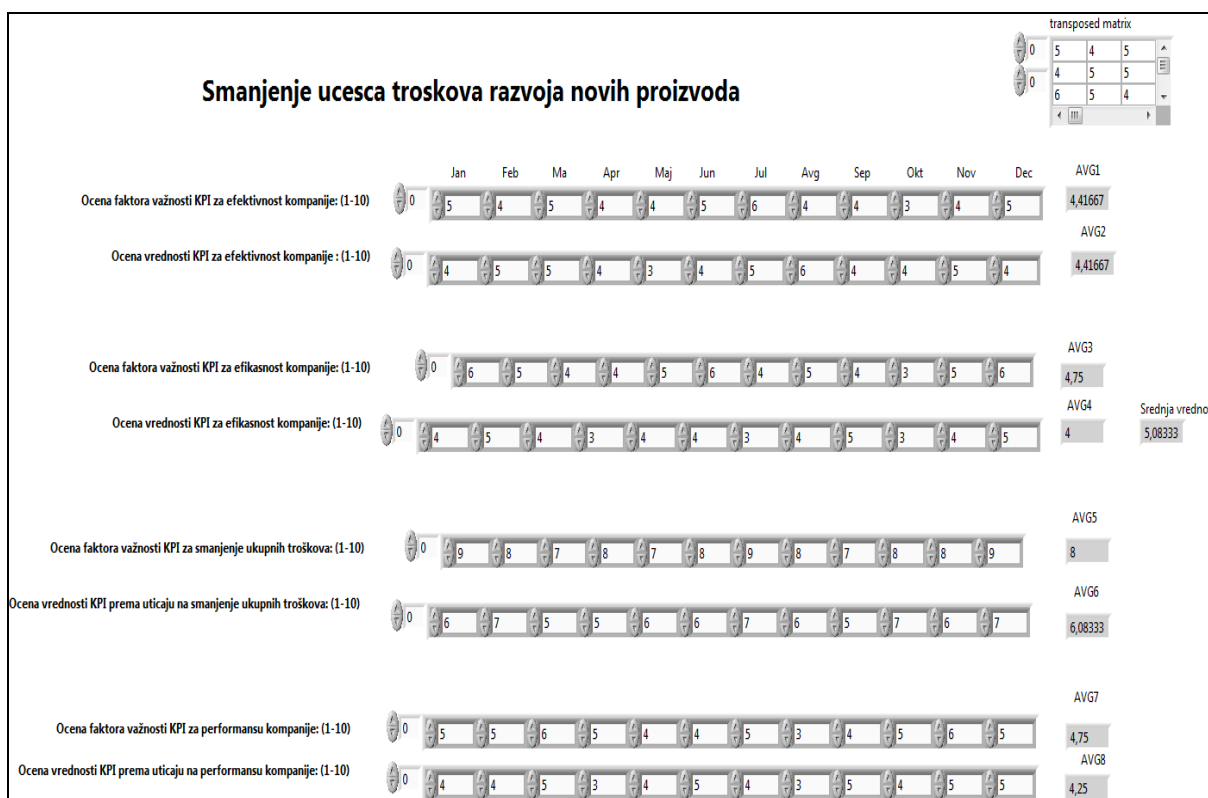 transposed matrix
0 5 4 5
4 5 5
0 6 5 4
Smanjenje ucesca troskova razvoja novih proizvoda
Jan Feb Ma Apr Maj Jun Jul Avg Sep Okt Nov Dec AVG1
Ocena faktora važnosti KPI za efektivnost kompanije: (1-10) 0 5 4 5 4 4 5 6 4 4 3 4 5 4,41667
AVG2
Ocena vrednosti KPI za efektivnost kompanije : (1-10) 0 4 5 5 4 3 4 5 6 4 4 5 4 4,41667
AVG3
Ocena faktora važnosti KPI za efikasnost kompanije: (1-10) 0 6 5 4 4 5 6 4 5 4 3 5 6 4,75
AVG4 Srednja vredno
Ocena vrednosti KPI za efikasnost kompanije: (1-10) 0 4 5 4 3 4 4 3 4 5 3 4 5 4 5,08333
AVG5
Ocena faktora važnosti KPI za smanjenje ukupnih troškova: (1-10) 0 9 8 7 8 7 8 9 8 7 8 8 9 8
AVG6
Ocena vrednosti KPI prema uticaju na smanjenje ukupnih troškova: (1-10) 0 6 7 5 5 6 6 7 6 5 7 6 7 6,08333
AVG7
Ocena faktora važnosti KPI za performansu kompanije: (1-10) 0 5 5 6 5 4 4 5 3 4 5 6 5 4,75
AVG8
Ocena vrednosti KPI prema uticaju na performansu kompanije: (1-10) 0 4 4 5 3 4 5 4 3 5 4 5 5 4,25